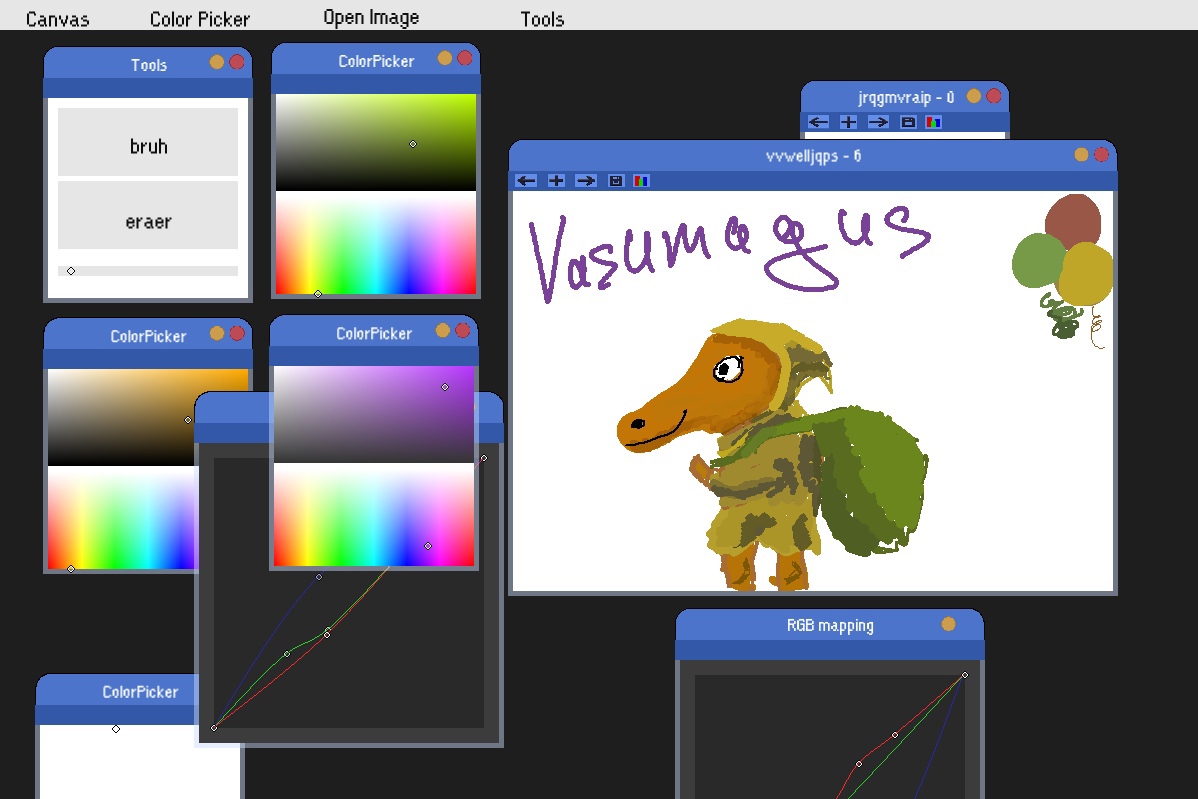 Canvas Color Picker Open Image Tools
Tools
ColorPicker
bruh
eraer
jrqgmvraip - 0
vvwelljqps - 6
Vasumagus
ColorPicker
ColorPicker
RGB mapping
ColorPicker